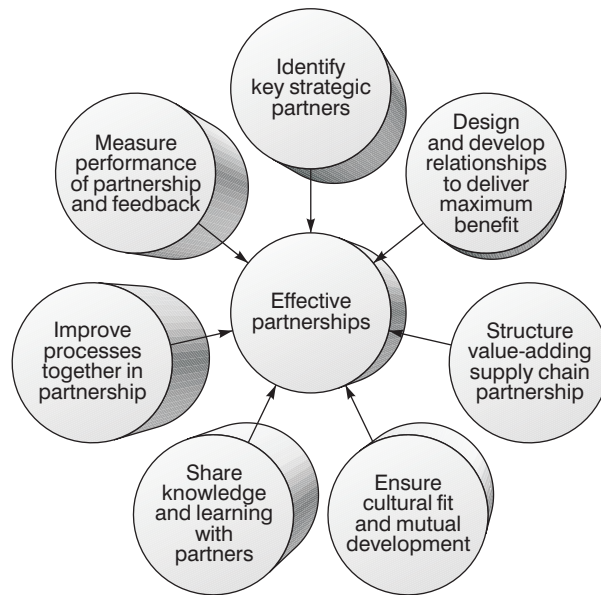 Identify
key strategic
partners
Design
and develop
relationships
to deliver
maximum
benefit
Structure
value-adding
supply chain
partnership
Ensure
cultural fit
and mutual
development
Share
knowledge
and learning
with
partners
Improve
processes
together in
partnership
Measure
performance
of partnership
and feedback
Effective
partnerships